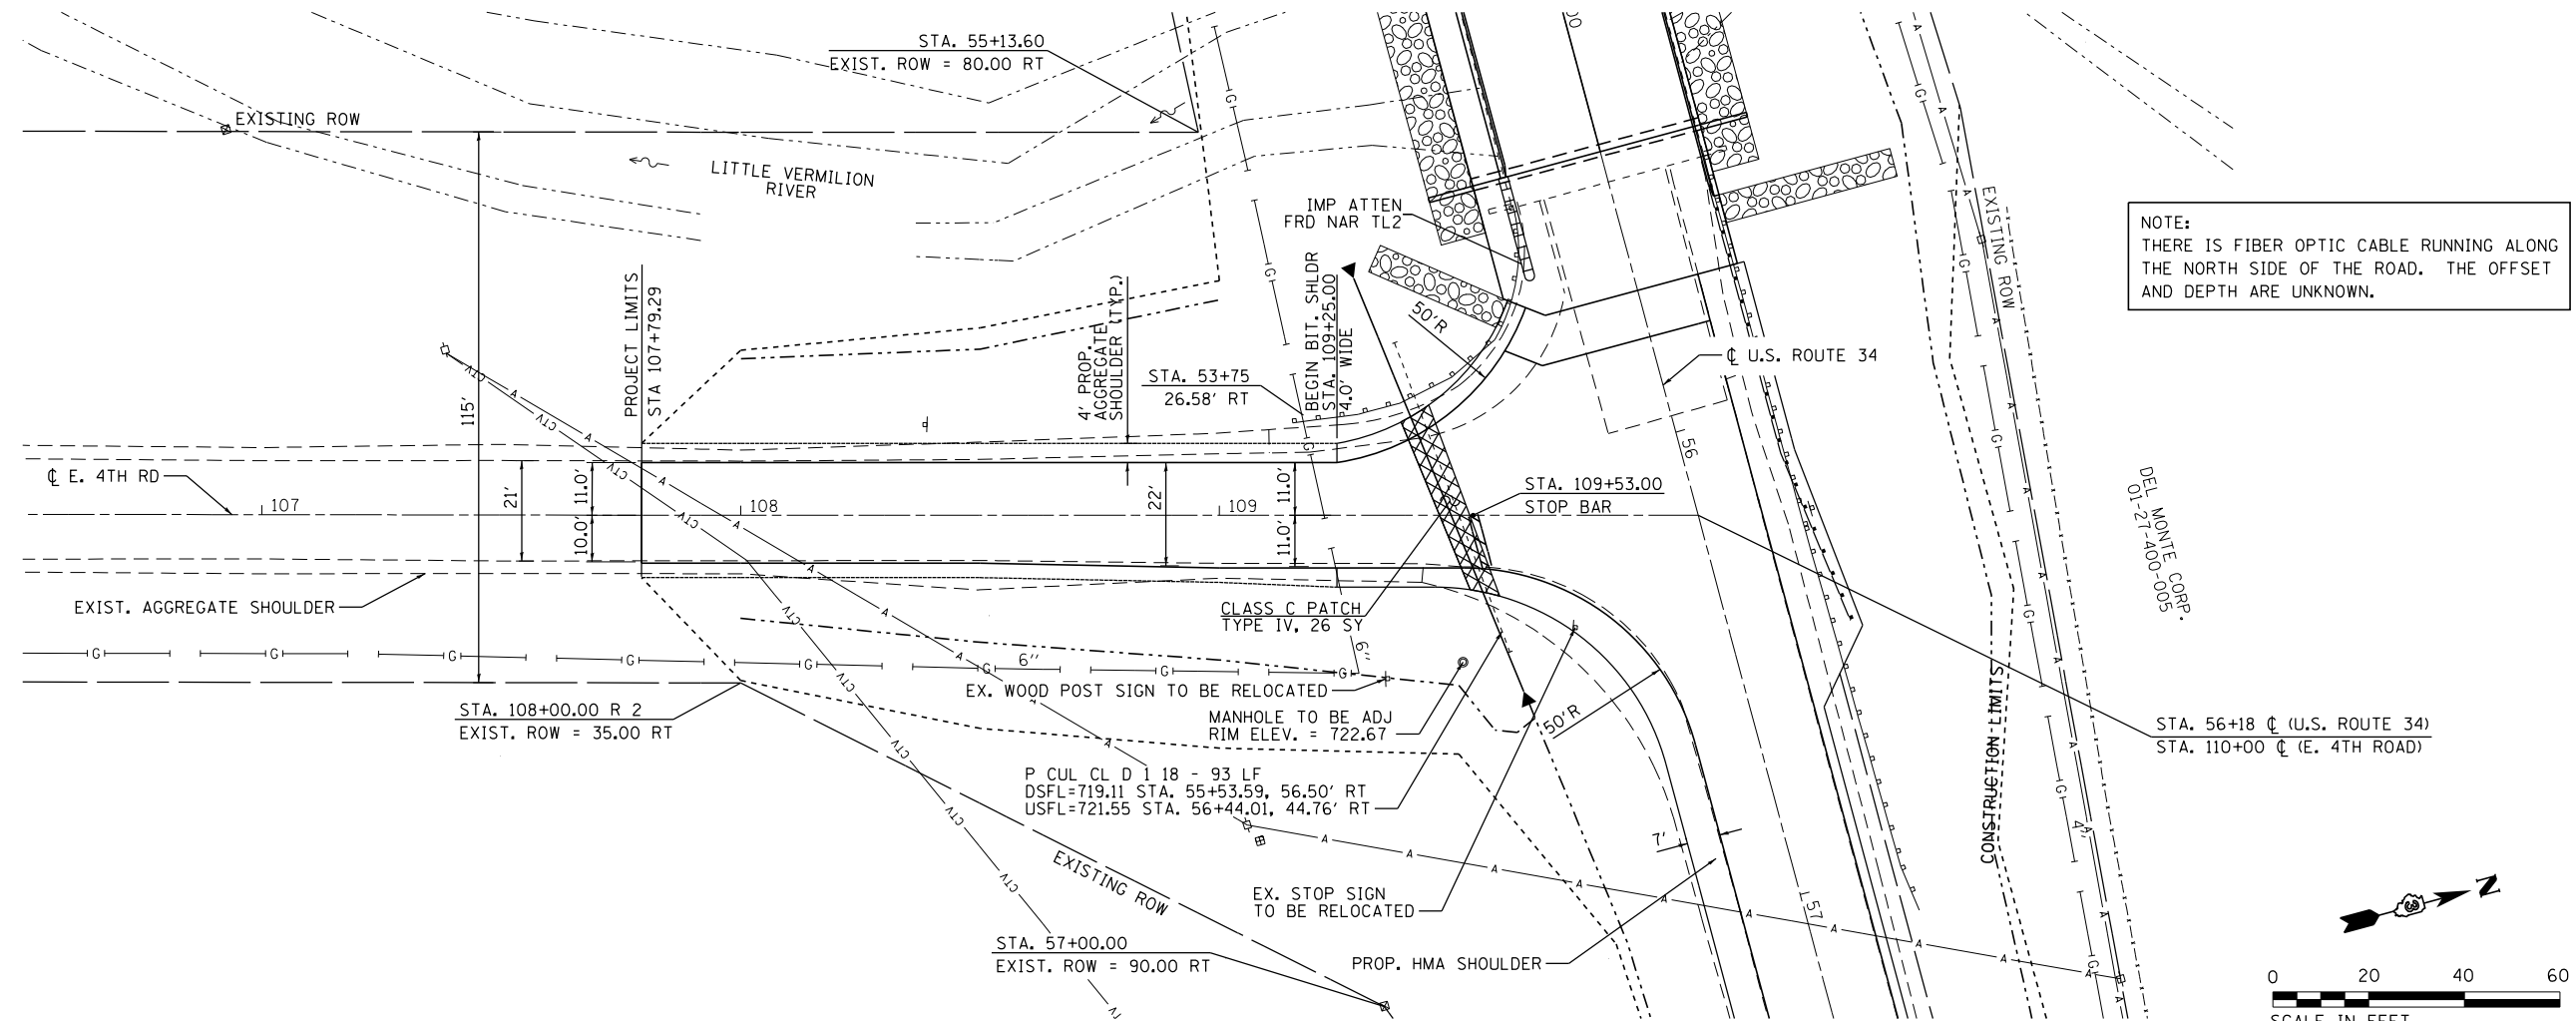 STA. 55+13.60
EXIST. ROW = 80.00 RT
EXISTING ROW
LITTLE VERMILION
RIVER
IMP ATTEN
FRD NAR TL2
NOTE:
THERE IS FIBER OPTIC CABLE RUNNING ALONG
THE NORTH SIDE OF THE ROAD. THE OFFSET
AND DEPTH ARE UNKNOWN.
EXISTING ROW
PROJECT LIMITS
STA 107+79.29
4' PROP.
AGGREGATE
SHOULDER (TYP.)
BEGIN BIT. SHLDR
STA. 109+25.00
4.0' WIDE
50'R
STA. 53+75
26.58' RT
℄ U.S. ROUTE 34
115'
℄ E. 4TH RD
107
21'
11.0'
10.0'
108
22'
109
11.0'
11.0'
STA. 109+53.00
STOP BAR
56
DEL MONTE CORP.
01-27-400-005
EXIST. AGGREGATE SHOULDER
CLASS C PATCH
TYPE IV, 26 SY
6"
6"
EX. WOOD POST SIGN TO BE RELOCATED
STA. 108+00.00 R 2
EXIST. ROW = 35.00 RT
MANHOLE TO BE ADJ
RIM ELEV. = 722.67
50'R
STA. 56+18 ℄ (U.S. ROUTE 34)
STA. 110+00 ℄ (E. 4TH ROAD)
P CUL CL D 1 18 - 93 LF
DSFL=719.11 STA. 55+53.59, 56.50' RT
USFL=721.55 STA. 56+44.01, 44.76' RT
CONSTRUCTION LIMITS
4"
7'
EXISTING ROW
EX. STOP SIGN
TO BE RELOCATED
57
STA. 57+00.00
EXIST. ROW = 90.00 RT
PROP. HMA SHOULDER
N
3
0 20 40 60
SCALE IN FEET
G G G G G G G G
A A A A A A A A
CTV CTV CTV CTV CTV CTV CTV CTV